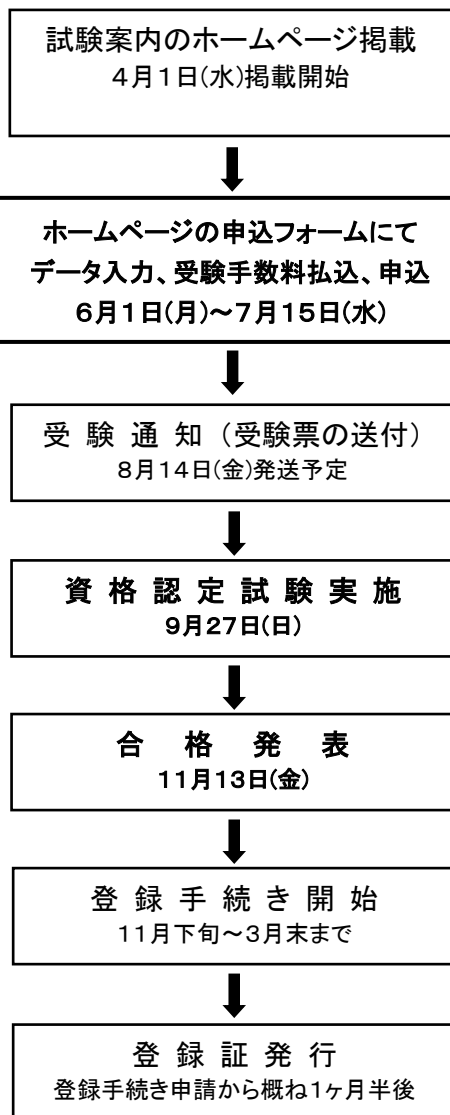 試験案内のホームページ掲載
4月1日(水)掲載開始
ホームページの申込フォームにて
データ入力、受験手数料払込、申込
6月1日(月)～7月15日(水)
受験通知（受験票の送付）
8月14日(金)発送予定
資格認定試験実施
9月27日(日)
合格発表
11月13日(金)
登録手続き開始
11月下旬～3月末まで
登録証発行
登録手続き申請から概ね1ヶ月半後